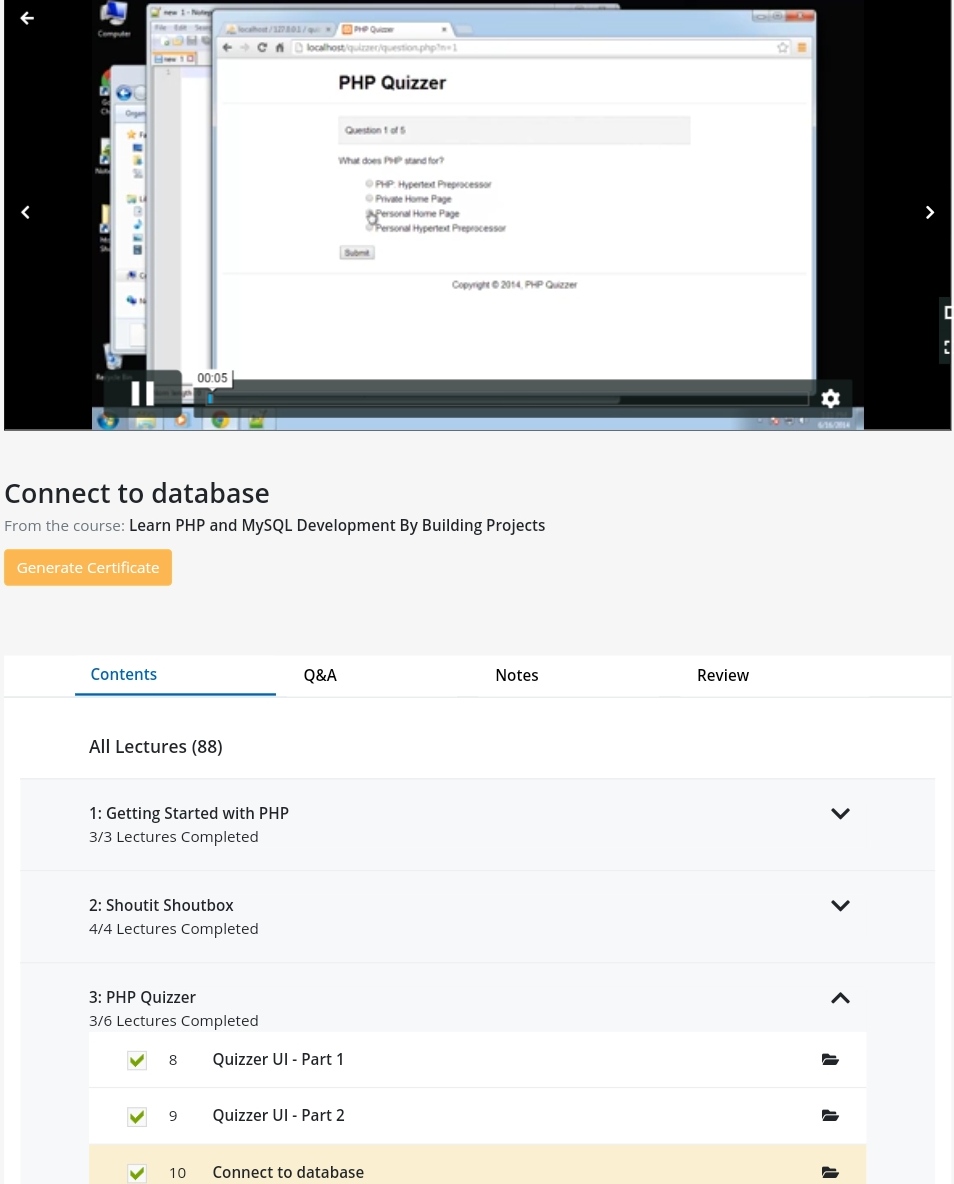 Computer
new 1 - Notep
File Edit Sear
new 1
1
localhost / 127.0.0.1 / qui
PHP Quizzer
localhost/quizzer/question.php?n=1
PHP Quizzer
Question 1 of 5
What does PHP stand for?
PHP: Hypertext Preprocessor
Private Home Page
Personal Home Page
Personal Hypertext Preprocessor
Submit
Copyright © 2014, PHP Quizzer
00:05
6/16/2014
Connect to database
From the course: Learn PHP and MySQL Development By Building Projects
Generate Certificate
Contents Q&A Notes Review
All Lectures (88)
1: Getting Started with PHP
3/3 Lectures Completed
2: Shoutit Shoutbox
4/4 Lectures Completed
3: PHP Quizzer
3/6 Lectures Completed
8 Quizzer UI - Part 1
9 Quizzer UI - Part 2
10 Connect to database